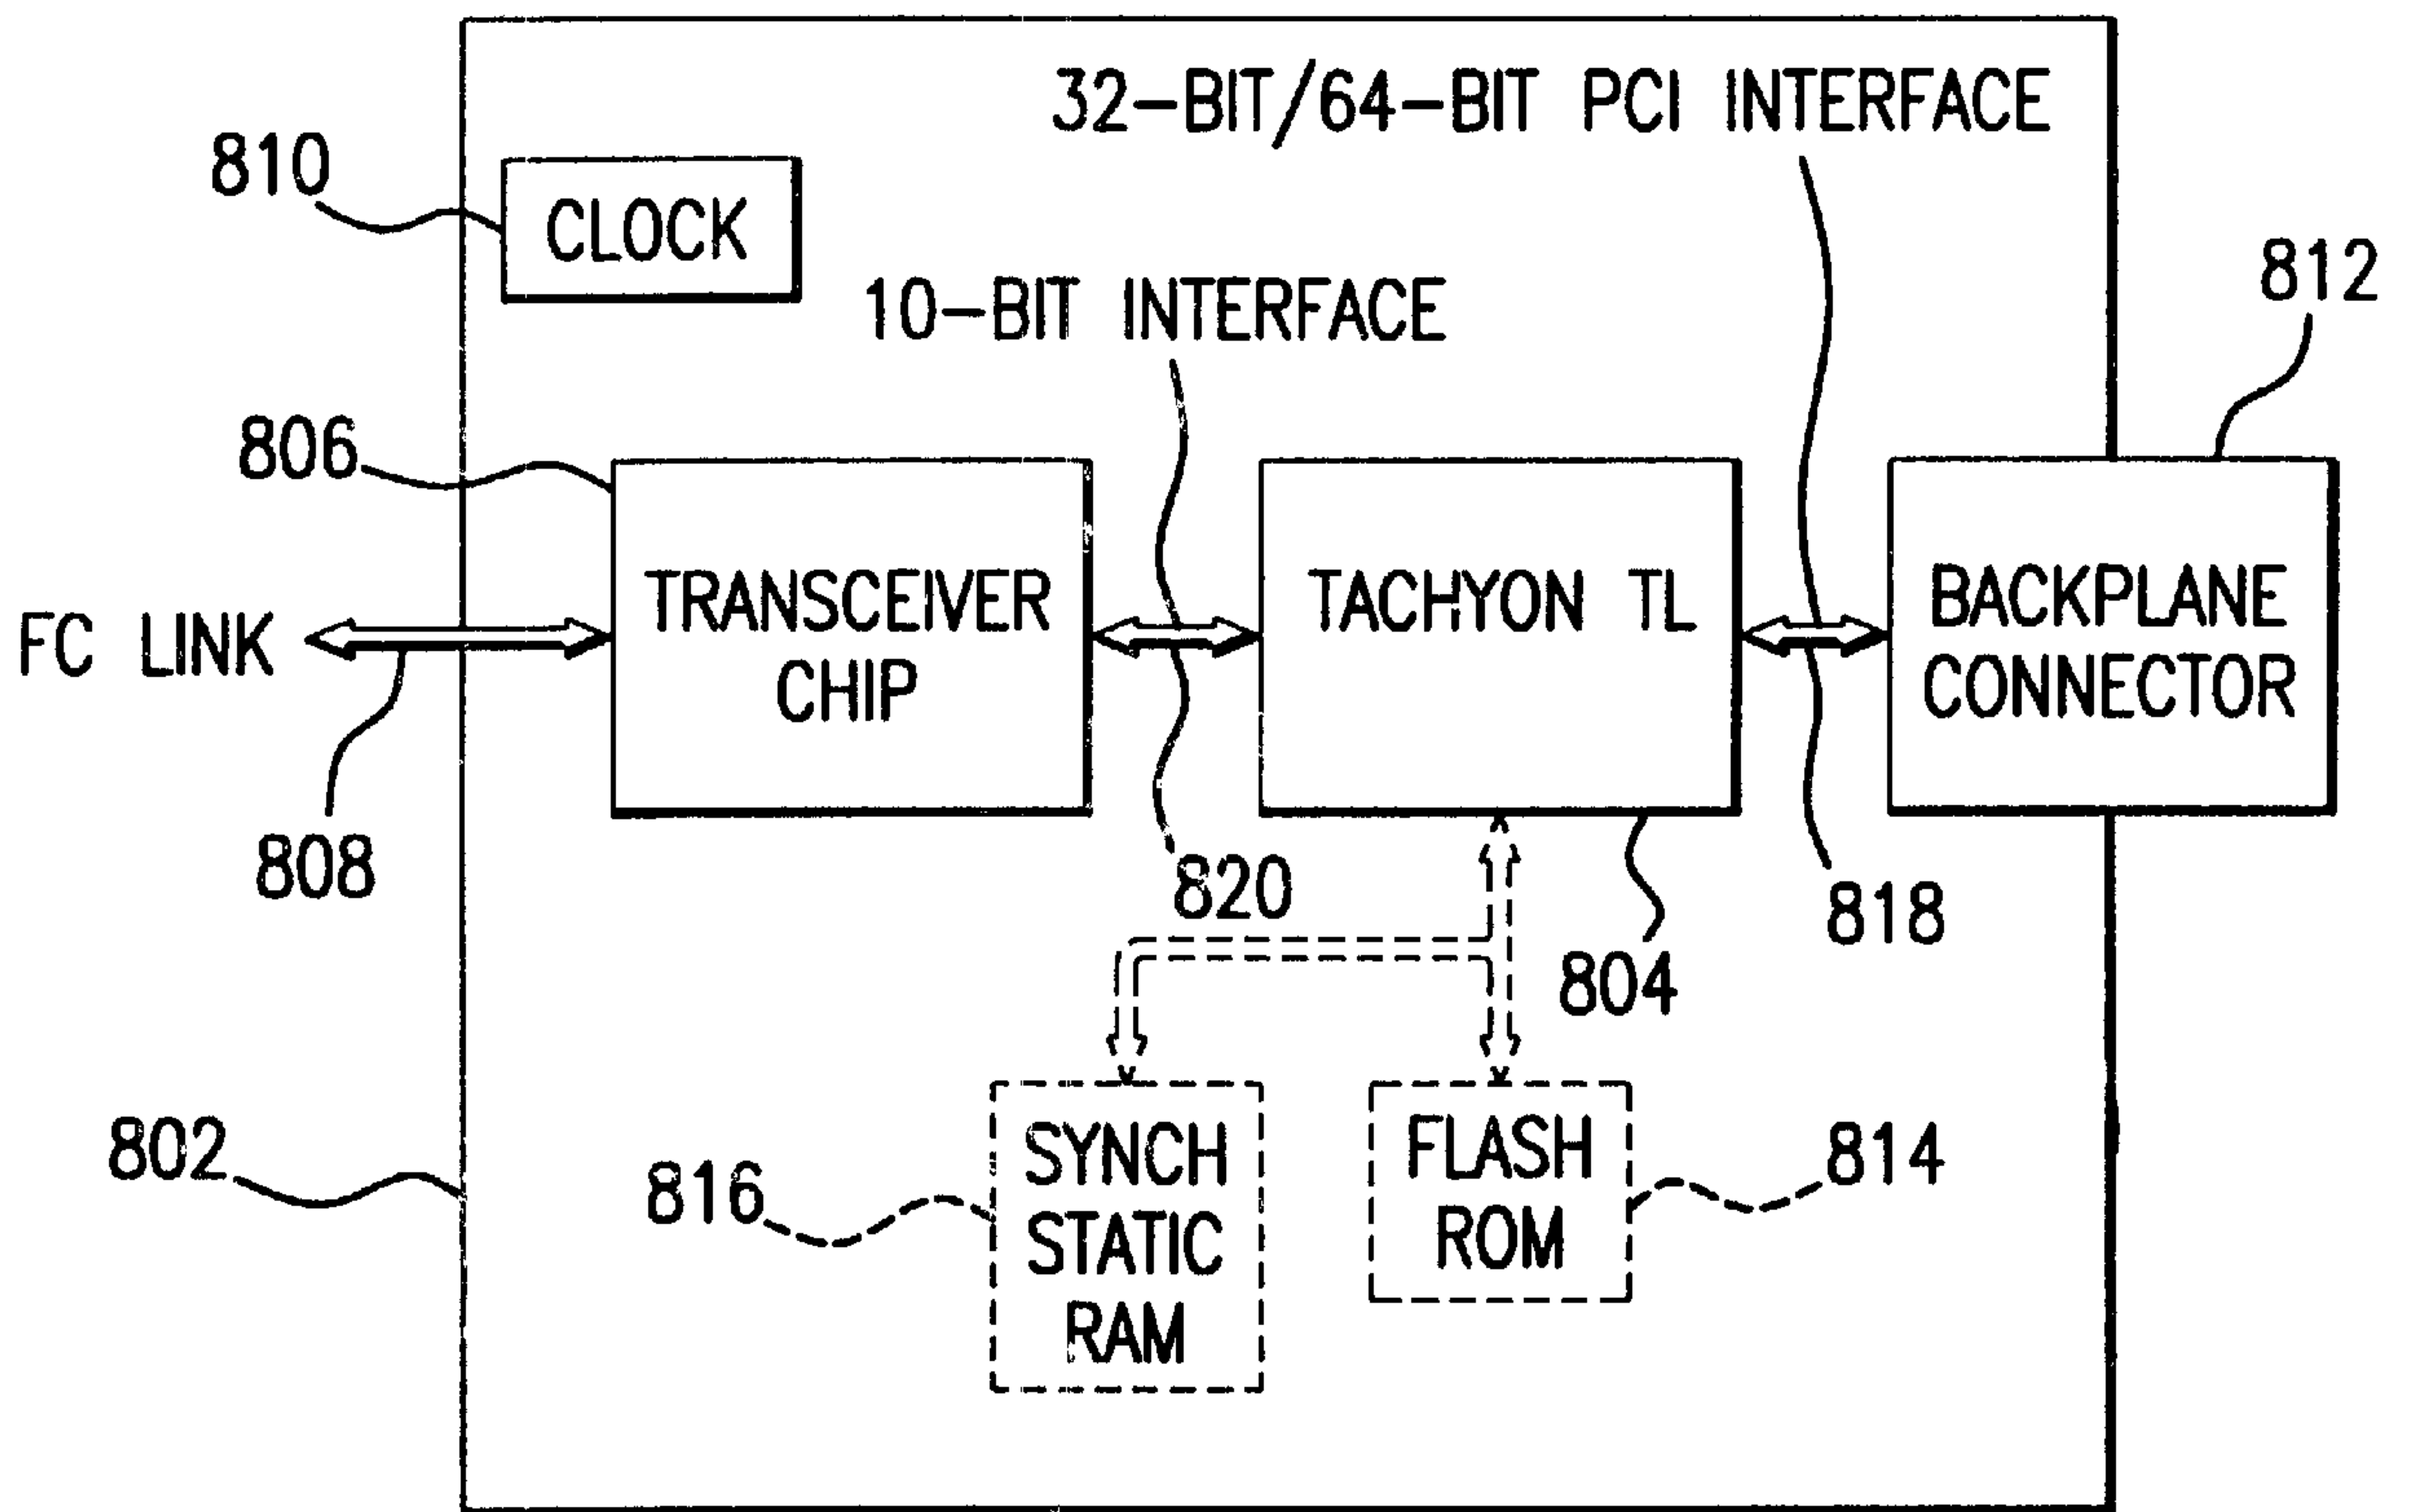 32-BIT/64-BIT PCI INTERFACE
810
CLOCK
812
10-BIT INTERFACE
806
TRANSCEIVER
CHIP
TACHYON TL
BACKPLANE
CONNECTOR
FC LINK
808
820
818
804
802
816
SYNCH
STATIC
RAM
FLASH
ROM
814